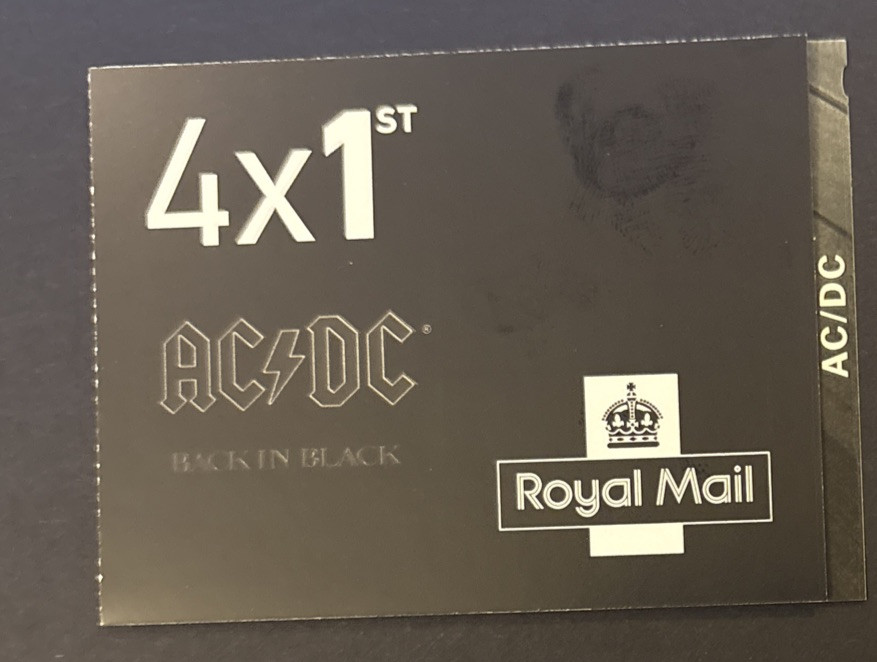 4x1ST
AC⚡DC®
BACK IN BLACK
Royal Mail
AC/DC